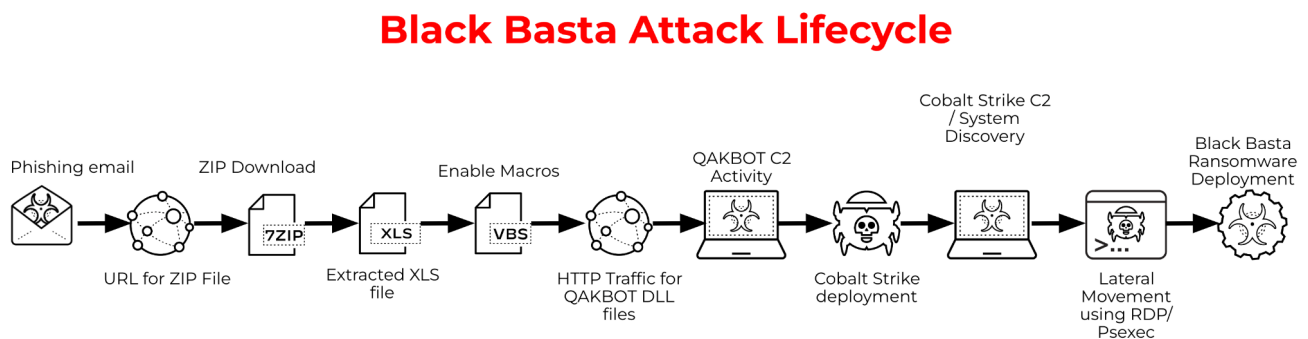 Black Basta Attack Lifecycle
Phishing email
URL for ZIP File
ZIP Download
7ZIP
XLS
Extracted XLS
file
Enable Macros
VBS
HTTP Traffic for
QAKBOT DLL
files
QAKBOT C2
Activity
Cobalt Strike
deployment
Cobalt Strike C2
/ System
Discovery
>...
Lateral
Movement
using RDP/
Psexec
Black Basta
Ransomware
Deployment